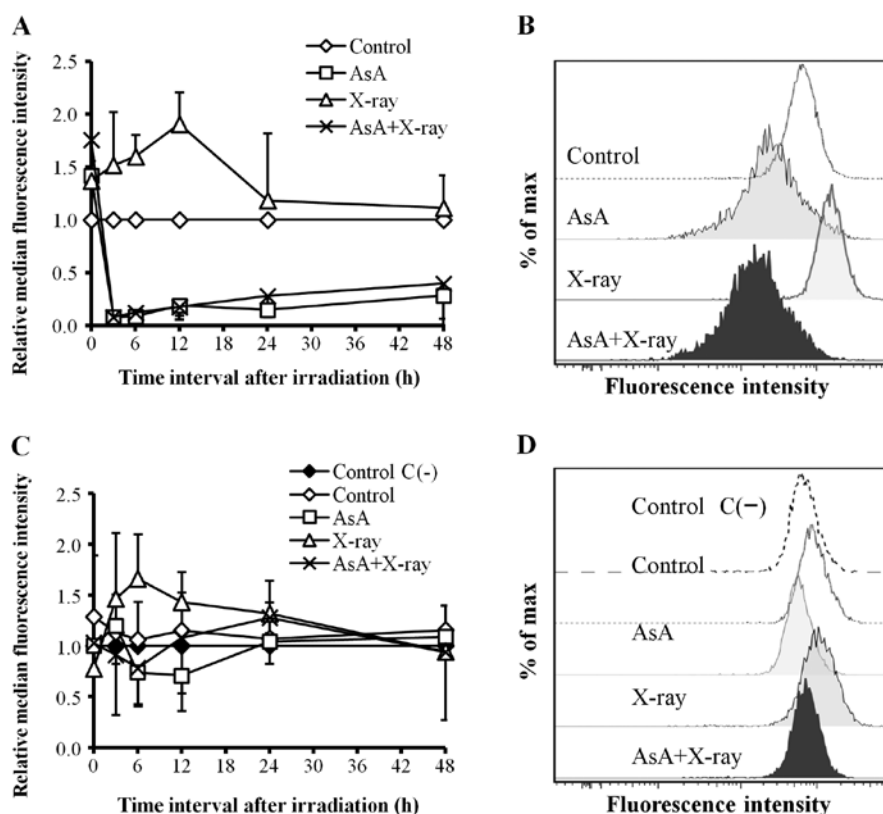 A
Relative median fluorescence intensity
2.5
2.0
1.5
1.0
0.5
0.0
0 6 12 18 24 30 36 42 48
Time interval after irradiation (h)
Control
AsA
X-ray
AsA+X-ray
B
% of max
Control
AsA
X-ray
AsA+X-ray
Fluorescence intensity
C
Relative median fluorescence intensity
2.5
2.0
1.5
1.0
0.5
0.0
0 6 12 18 24 30 36 42 48
Time interval after irradiation (h)
Control C(-)
Control
AsA
X-ray
AsA+X-ray
D
% of max
Control C(−)
Control
AsA
X-ray
AsA+X-ray
Fluorescence intensity